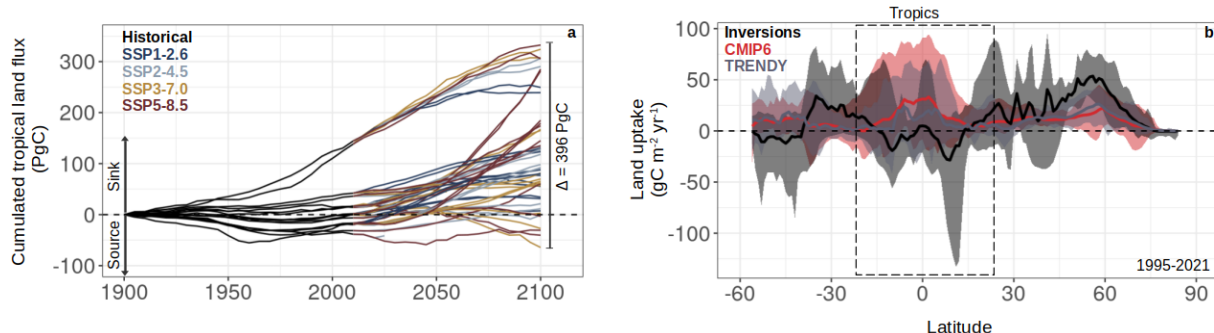 Historical
SSP1-2.6
SSP2-4.5
SSP3-7.0
SSP5-8.5
a
Cumulated tropical land flux
(PgC)
300
200
100
0
-100
Sink
Source
Δ = 396 PgC
1900
1950
2000
2050
2100
Tropics
Inversions
CMIP6
TRENDY
b
Land uptake
(gC m⁻² yr⁻¹)
100
50
0
-50
-100
1995-2021
-60
-30
0
30
60
90
Latitude